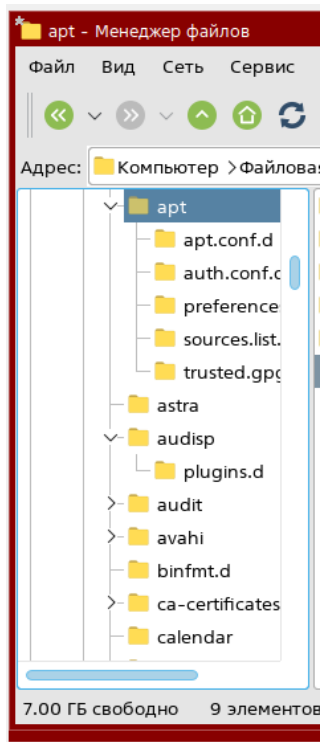 apt - Менеджер файлов
Файл Вид Сеть Сервис
Адрес: Компьютер >Файловая
apt
apt.conf.d
auth.conf.d
preference
sources.list.
trusted.gpg
astra
audisp
plugins.d
audit
avahi
binfmt.d
ca-certificates
calendar
7.00 ГБ свободно 9 элементов